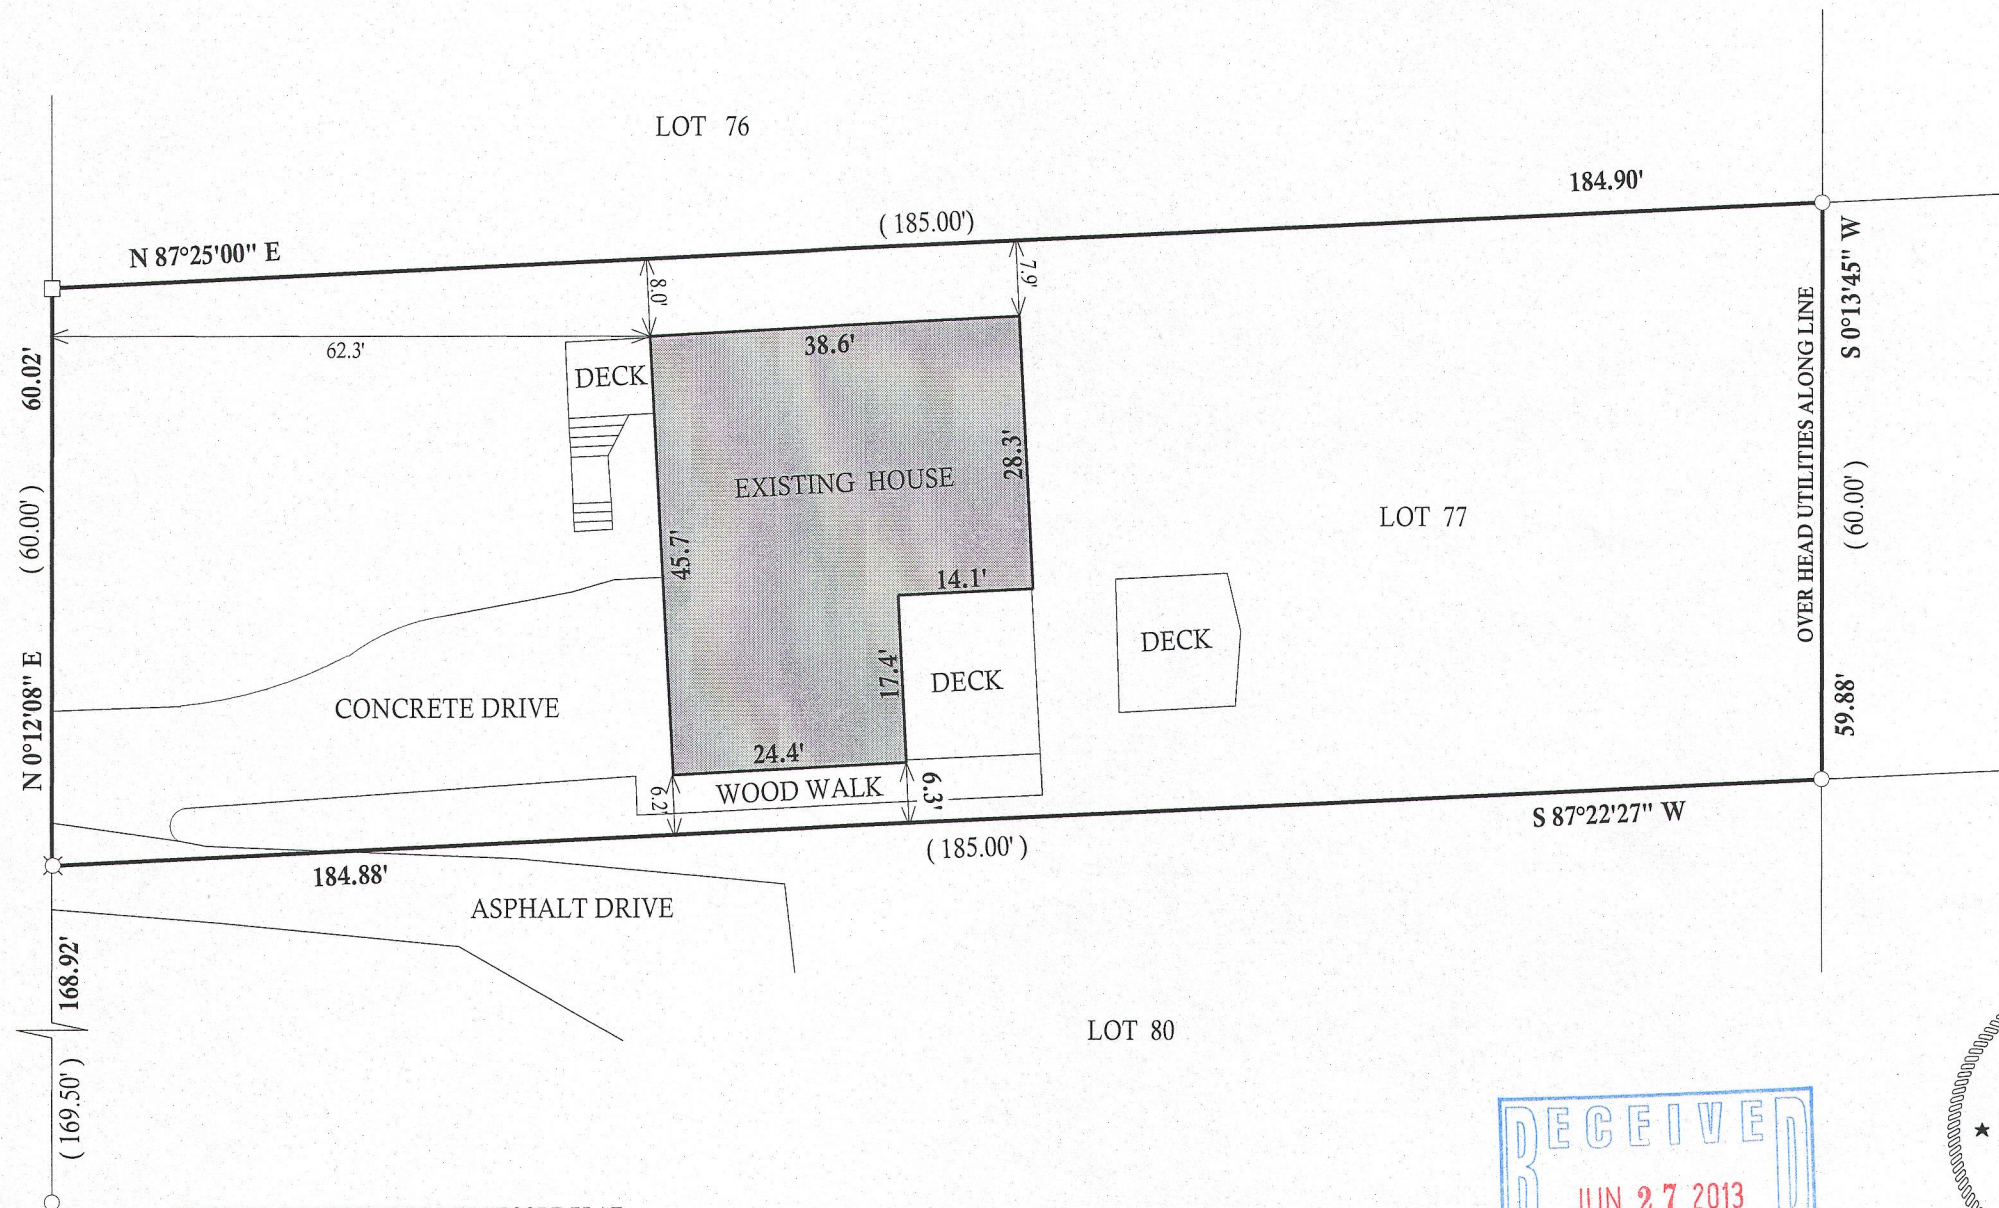 LOT 76
184.90'
( 185.00')
N 87°25'00" E
S 0°13'45" W
8.0'
7.9'
62.3'
38.6'
DECK
60.02'
OVER HEAD UTILITIES ALONG LINE
28.3'
EXISTING HOUSE
( 60.00' )
( 60.00' )
LOT 77
45.7'
14.1'
DECK
17.4'
DECK
N 0°12'08" E
CONCRETE DRIVE
59.88'
24.4'
WOOD WALK
6.2'
6.3'
S 87°22'27" W
( 185.00' )
184.88'
ASPHALT DRIVE
168.92'
LOT 80
( 169.50' )
RECEIVED
JUN 27 2013